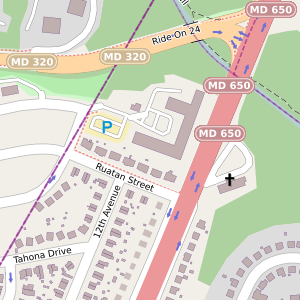 MD 650
Ride-On 24
MD 320
MD 320
MD 650
MD 650
P
Ruatan Street
12th Avenue
Tahona Drive